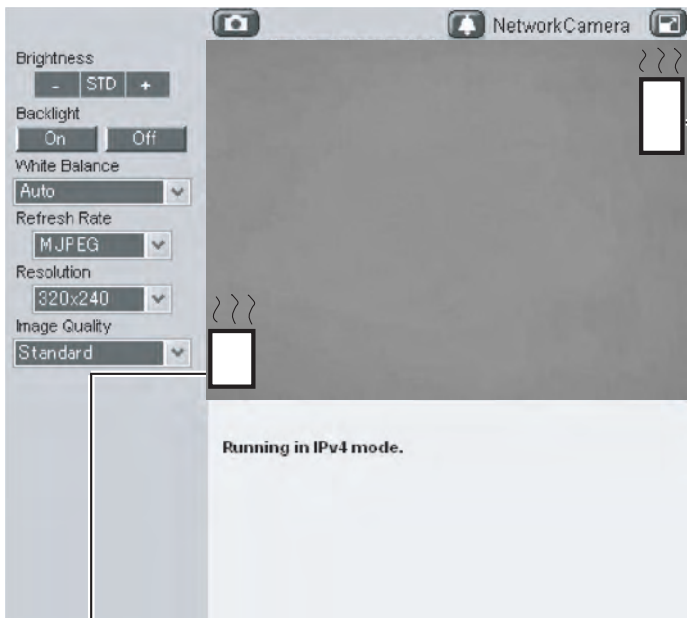 NetworkCamera
Brightness
- STD +
Backlight
On Off
White Balance
Auto
Refresh Rate
MJPEG
Resolution
320x240
Image Quality
Standard
Running in IPv4 mode.